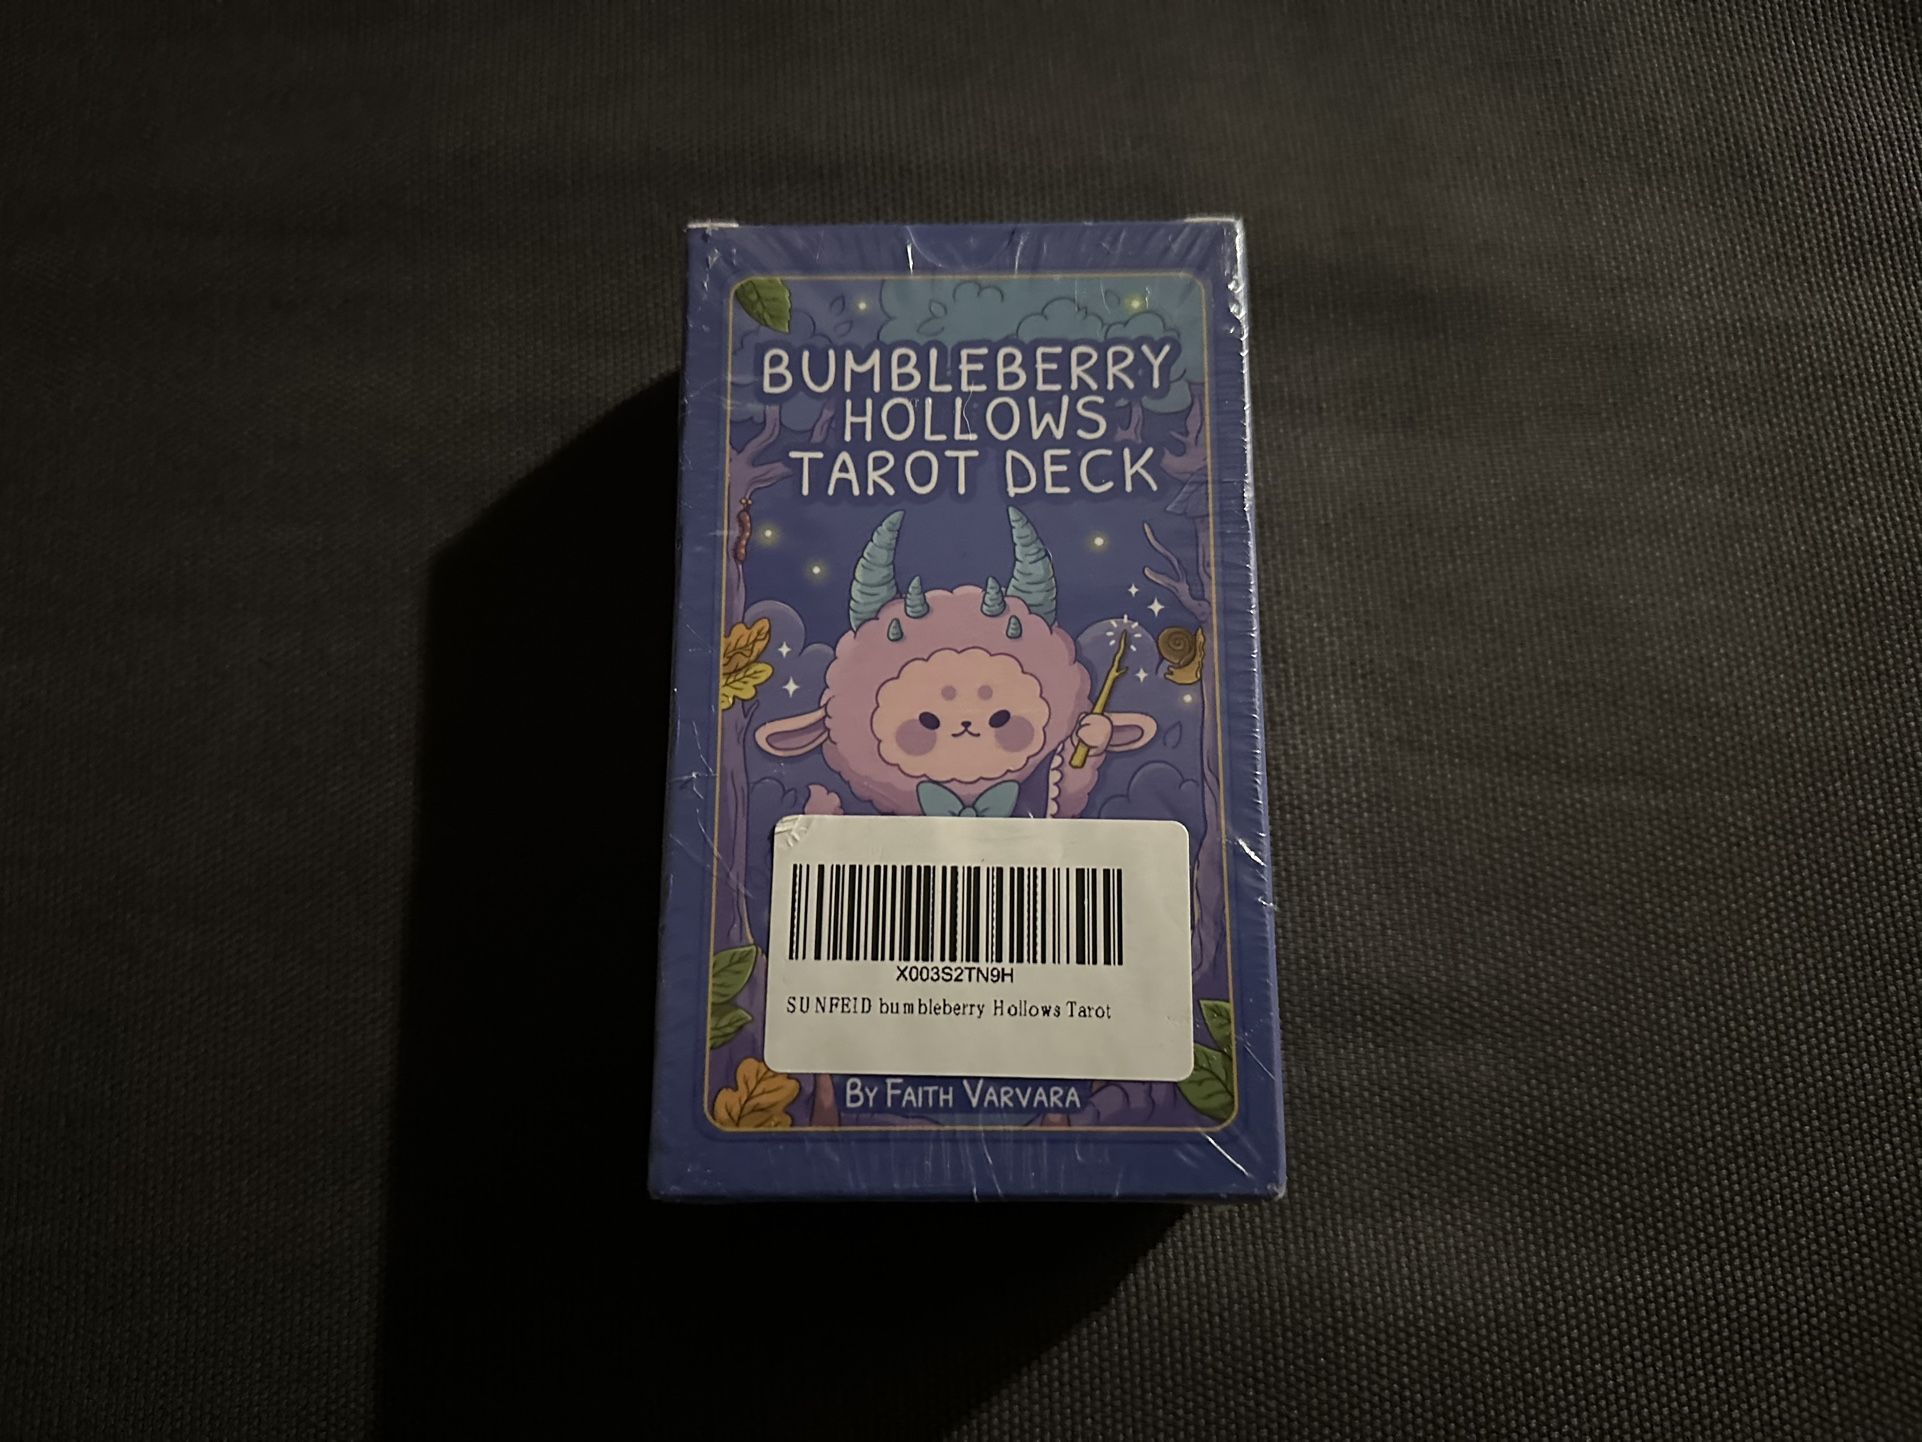 BUMBLEBERRY
HOLLOWS
TAROT DECK
X003S2TN9H
SUNFEID bumbleberry Hollows Tarot
BY FAITH VARVARA